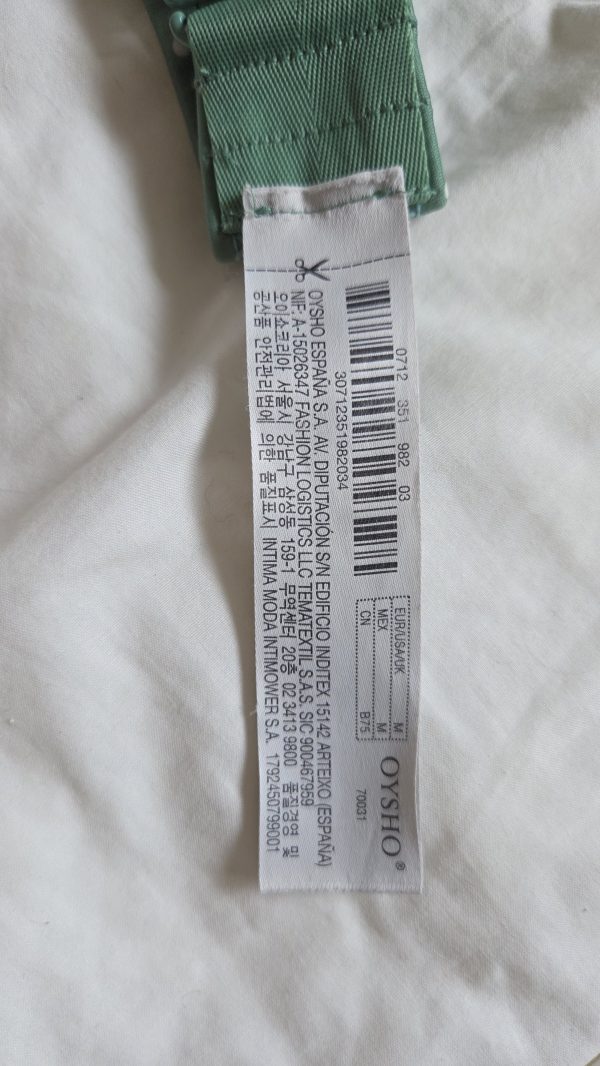 OYSHO®
70031
EUR/USA/UK M
MEX M
CN B75
0712 351 982 03
30712351982034
OYSHO ESPAÑA S.A. AV. DIPUTACIÓN S/N EDIFICIO INDITEX 15142 ARTEIXO (ESPAÑA)
NIF: A-15026347 FASHION LOGISTICS LLC TEMATEXTIL S.A.S. SIC 900467959
오이쇼코리아 서울시 강남구 삼성동 159-1 무역센터 20층 02 3413 9800 품질경영 및
공산품 안전관리법에 의한 품질표시 INTIMA MODA INTIMOWER S.A. 1792450799001